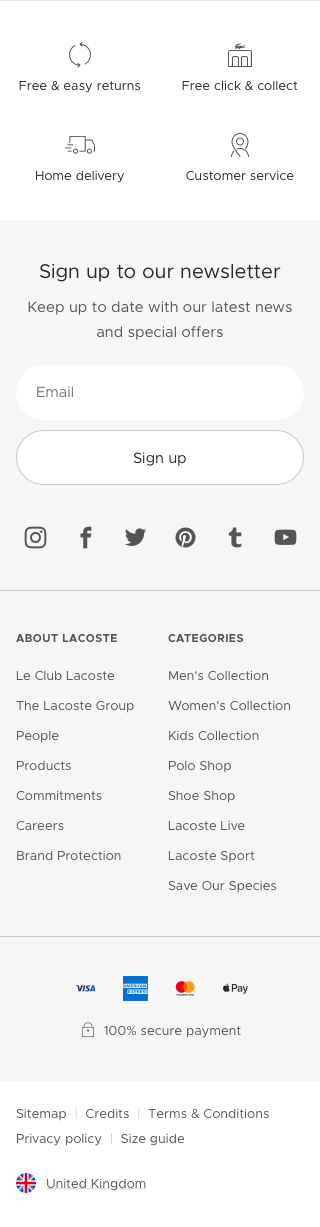 Free & easy returns
Free click & collect
Home delivery
Customer service
Sign up to our newsletter
Keep up to date with our latest news
and special offers
Email
Sign up
ABOUT LACOSTE
Le Club Lacoste
The Lacoste Group
People
Products
Commitments
Careers
Brand Protection
CATEGORIES
Men's Collection
Women's Collection
Kids Collection
Polo Shop
Shoe Shop
Lacoste Live
Lacoste Sport
Save Our Species
VISA
AMERICAN
EXPRESS
Pay
100% secure payment
Sitemap | Credits | Terms & Conditions
Privacy policy | Size guide
United Kingdom